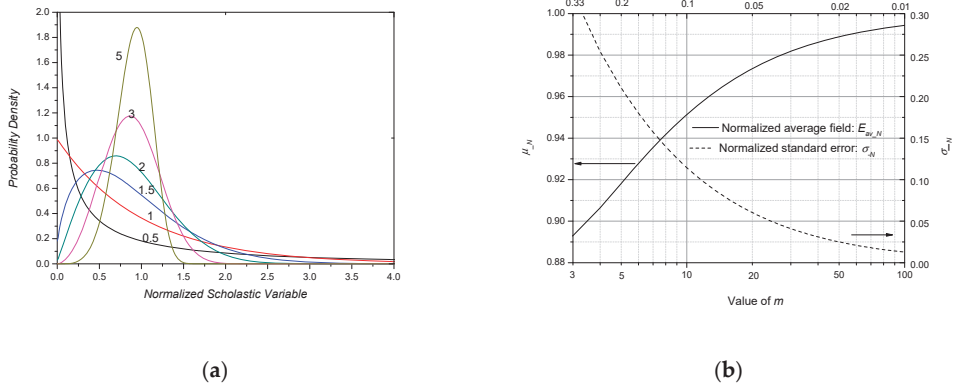 (a)
2.0
1.8
1.6
1.4
1.2
1.0
0.8
0.6
0.4
0.2
0.0
Probability Density
5
3
2
1.5
1
0.5
0.0 0.5 1.0 1.5 2.0 2.5 3.0 3.5 4.0
Normalized Scholastic Variable
(a)
b)
0.33 0.2 0.1 0.05 0.02 0.01
1.00
0.98
0.96
0.94
0.92
0.90
0.88
μ_N
Normalized average field: E_av_N
Normalized standard error: σ_N
0.30
0.25
0.20
0.15
0.10
0.05
0.00
σ_N
3 5 10 20 50 100
Value of m
(b)